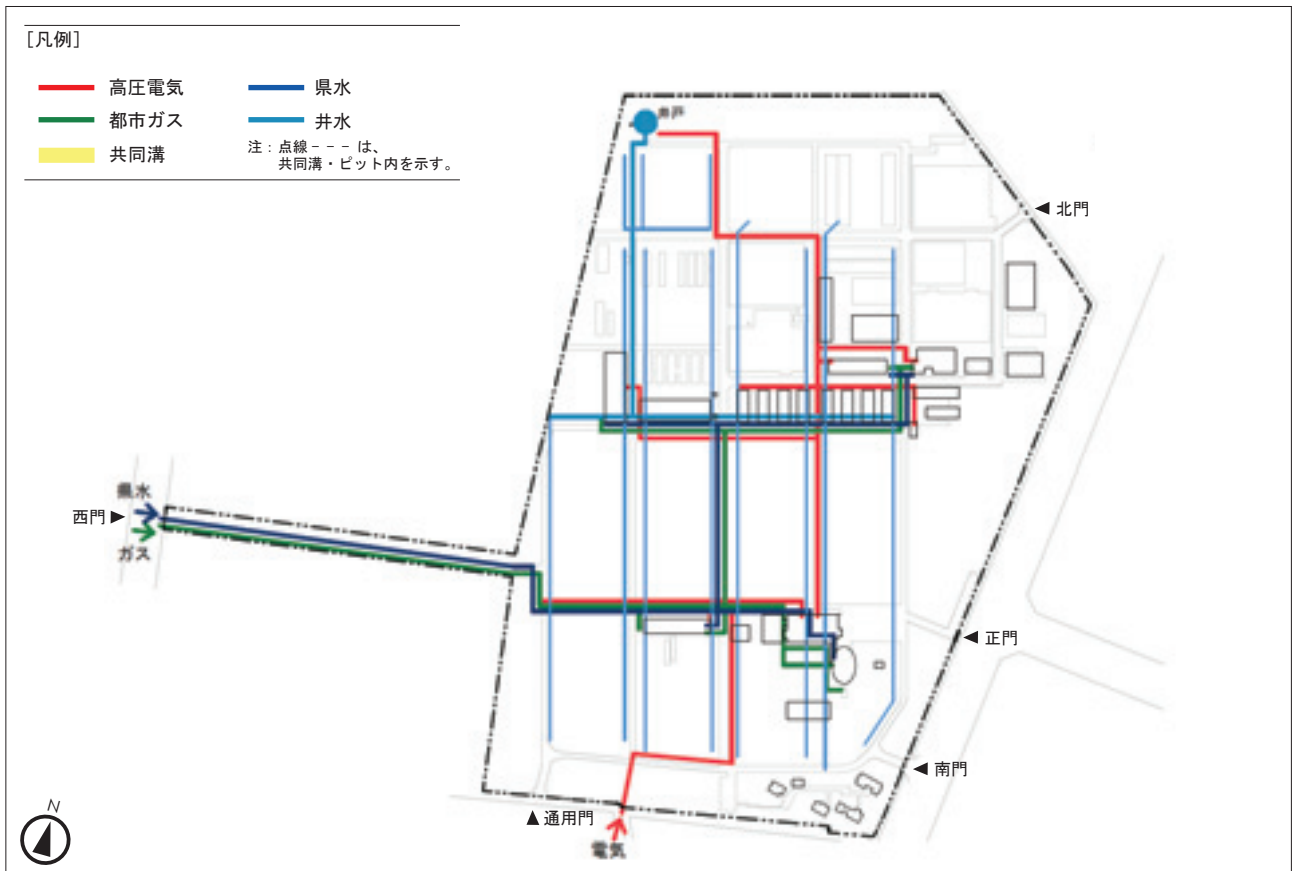 [凡例]
高圧電気
県水
都市ガス
井水
共同溝
注：点線－－－は、
共同溝・ピット内を示す。
井戸
◀ 北門
県水
西門 ▶
ガス
◀ 正門
◀ 南門
▲ 通用門
電気
N